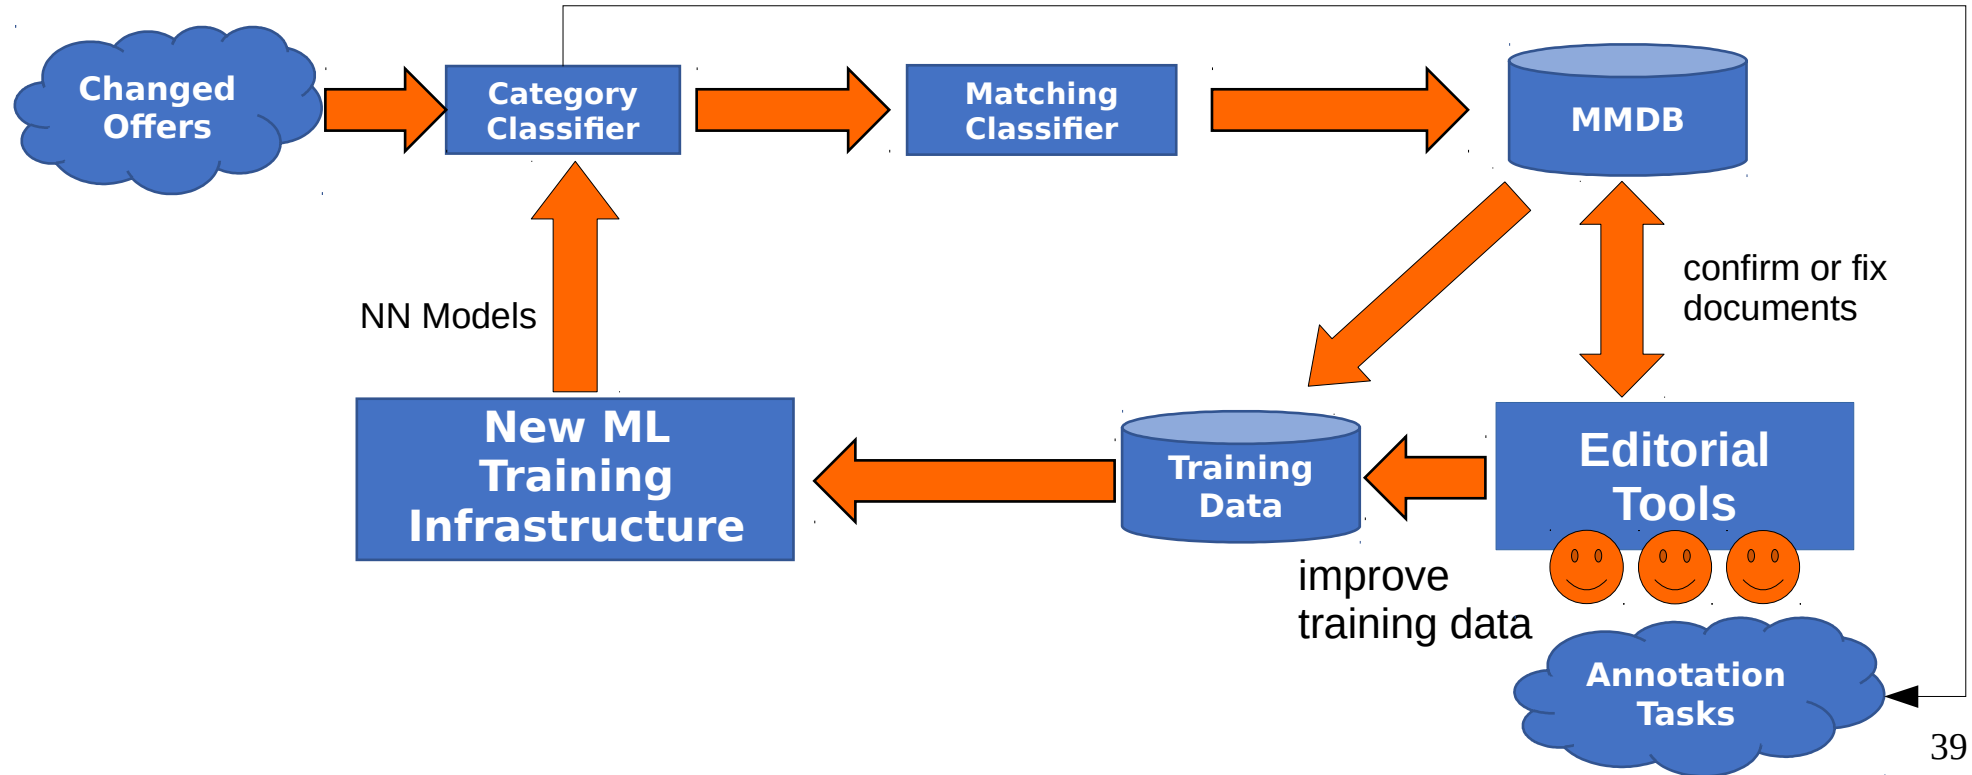 Changed
Offers
Category
Classifier
Matching
Classifier
MMDB
confirm or fix
documents
NN Models
New ML
Training
Infrastructure
Training
Data
Editorial
Tools
improve
training data
Annotation
Tasks
39